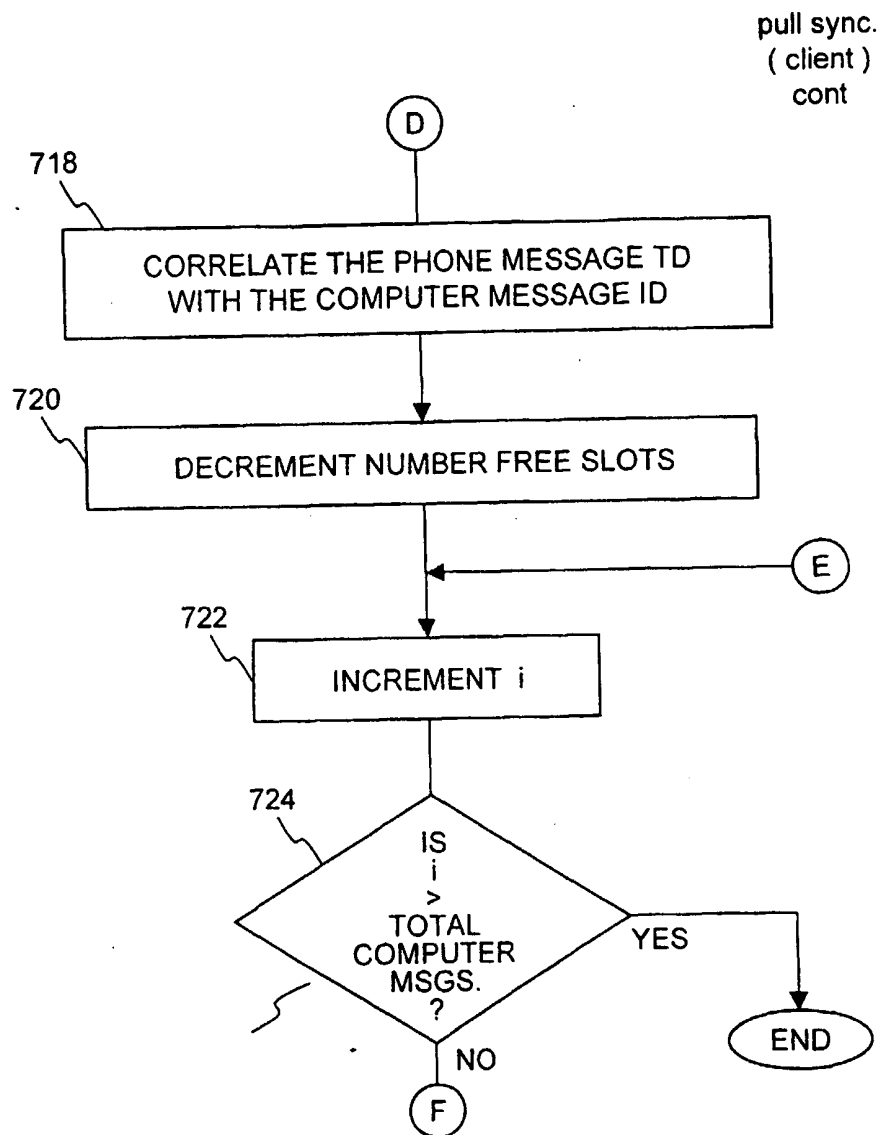 pull sync.
( client )
cont
D
718
CORRELATE THE PHONE MESSAGE TD
WITH THE COMPUTER MESSAGE ID
720
DECREMENT NUMBER FREE SLOTS
E
722
INCREMENT i
724
IS
i
>
TOTAL
COMPUTER
MSGS.
?
YES
END
NO
F